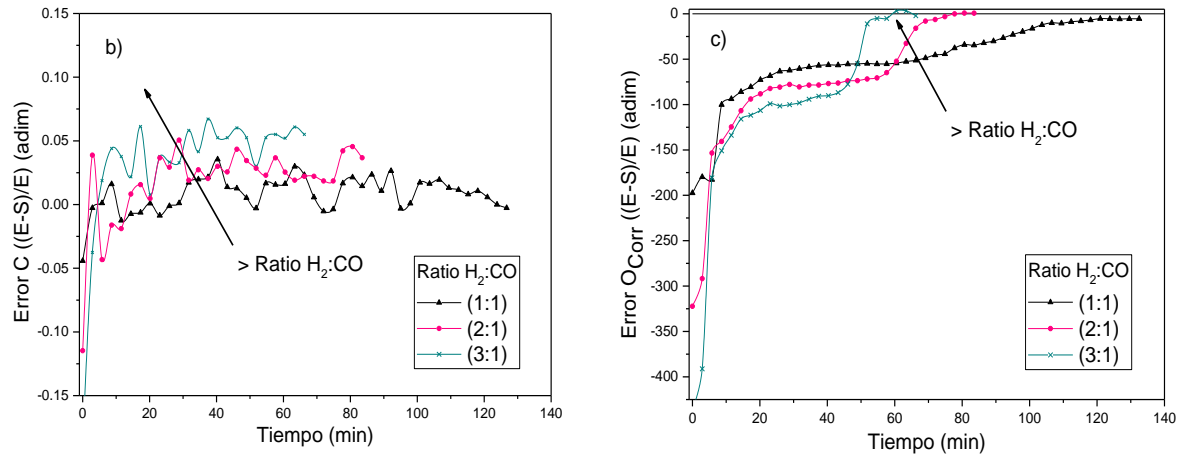 b)
Error C ((E-S)/E) (adim)
0.15
0.10
0.05
0.00
-0.05
-0.10
-0.15
> Ratio H₂:CO
Ratio H₂:CO
(1:1)
(2:1)
(3:1)
0 20 40 60 80 100 120 140
Tiempo (min)
c)
Error O_Corr ((E-S)/E) (adim)
0
-50
-100
-150
-200
-250
-300
-350
-400
> Ratio H₂:CO
Ratio H₂:CO
(1:1)
(2:1)
(3:1)
0 20 40 60 80 100 120 140
Tiempo (min)